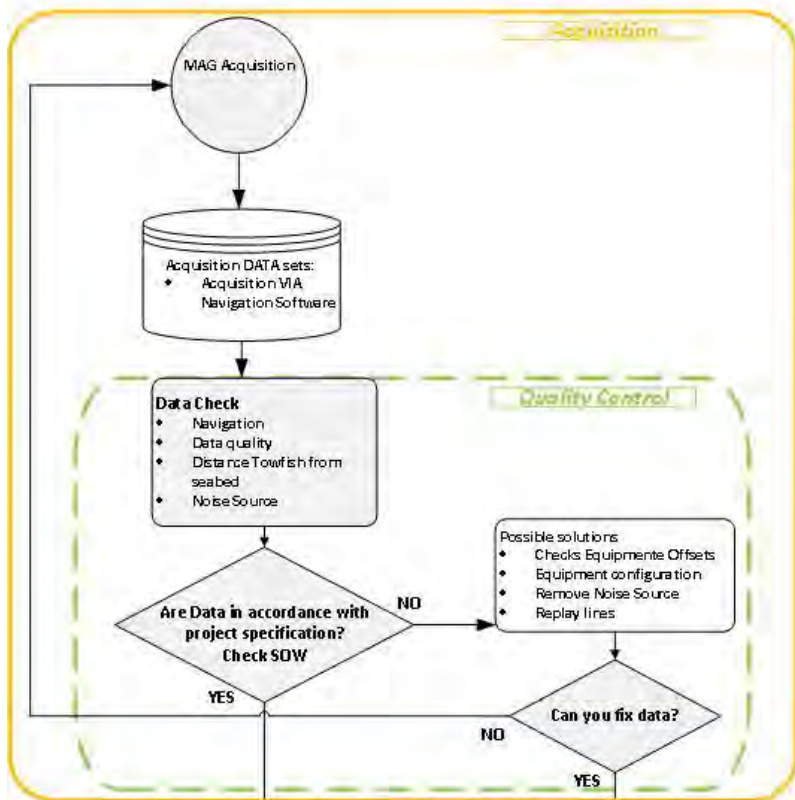 Acquisition
MAG Acquisition
Acquisition DATA sets:
◆ Acquisition VIA
Navigation Software
Quality Control
Data Check
◆ Navigation
◆ Data quality
◆ Distance Towfish from
seabed
◆ Noise Source
Possible solutions
◆ Checks Equipmente Offsets
◆ Equipment configuration
◆ Remove Noise Source
◆ Replay lines
Are Data in accordance with
project specification?
Check SOW
NO
YES
Can you fix data?
NO
YES